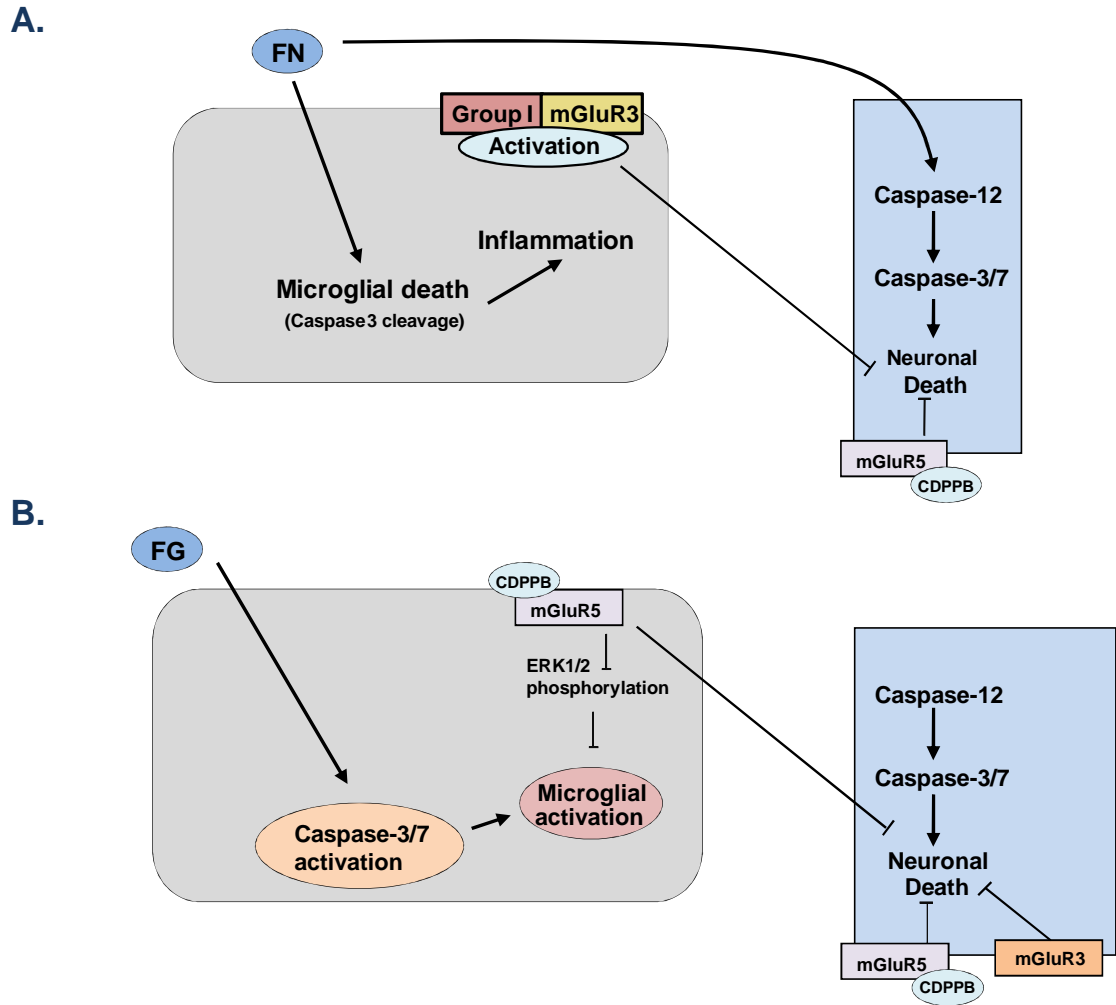 A.
FN
Group I mGluR3
Activation
Caspase-12
Inflammation
Caspase-3/7
Microglial death
(Caspase3 cleavage)
Neuronal
Death
mGluR5
CDPPB
B.
FG
CDPPB
mGluR5
ERK1/2
phosphorylation
Caspase-12
Caspase-3/7
Microglial
activation
Caspase-3/7
activation
Neuronal
Death
mGluR5
mGluR3
CDPPB